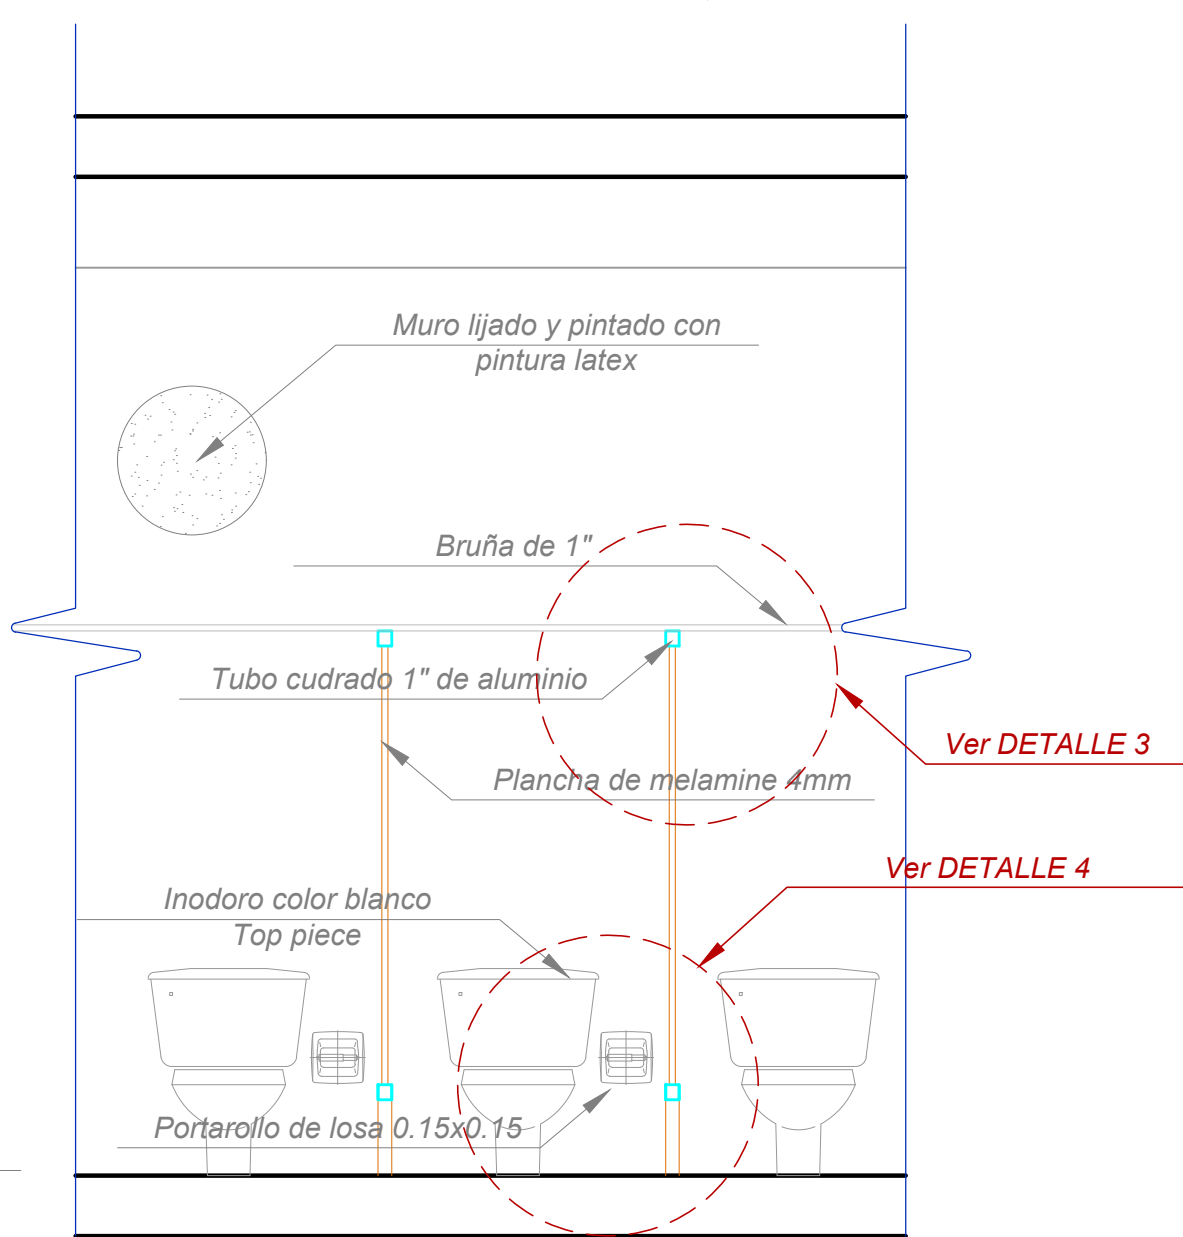 Muro lijado y pintado con
pintura latex
Bruña de 1"
Tubo cudrado 1" de aluminio
Ver DETALLE 3
Plancha de melamine 4mm
Ver DETALLE 4
Inodoro color blanco
Top piece
Portarollo de losa 0.15x0.15